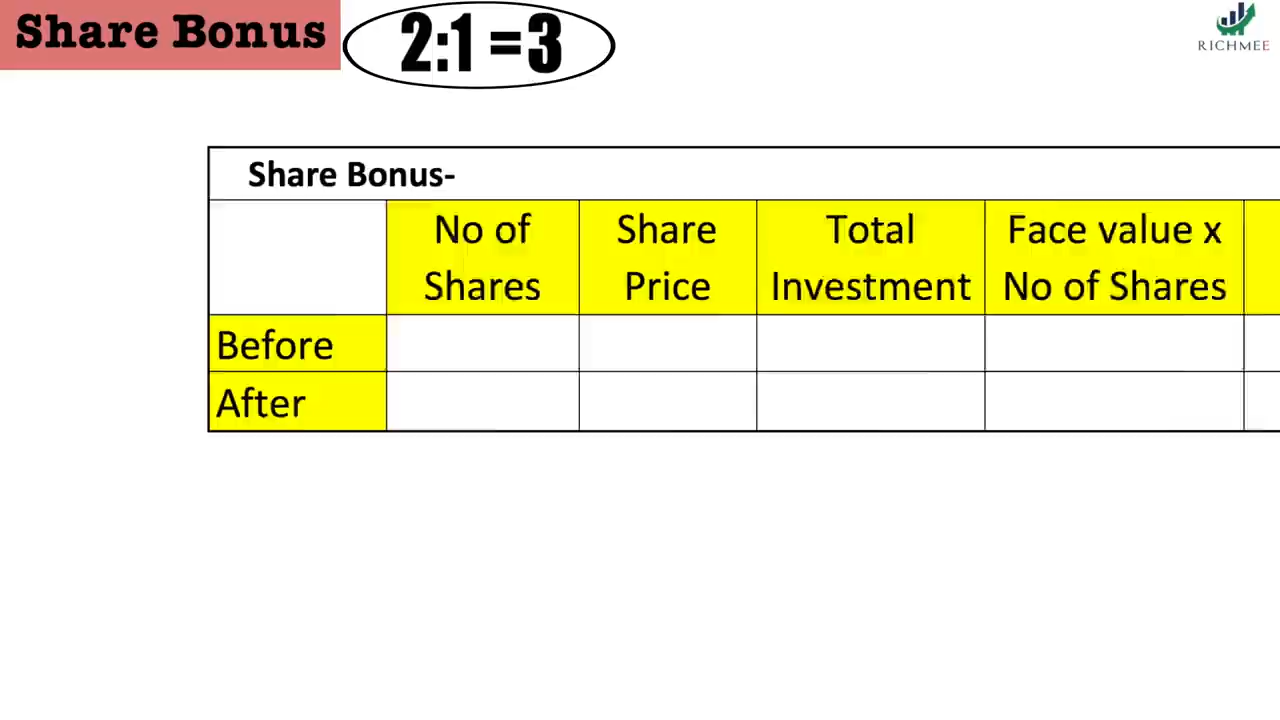 Share Bonus
2:1 =3
RICHMEE
Share Bonus-
No of Shares
Share Price
Total Investment
Face value x No of Shares
Before
After